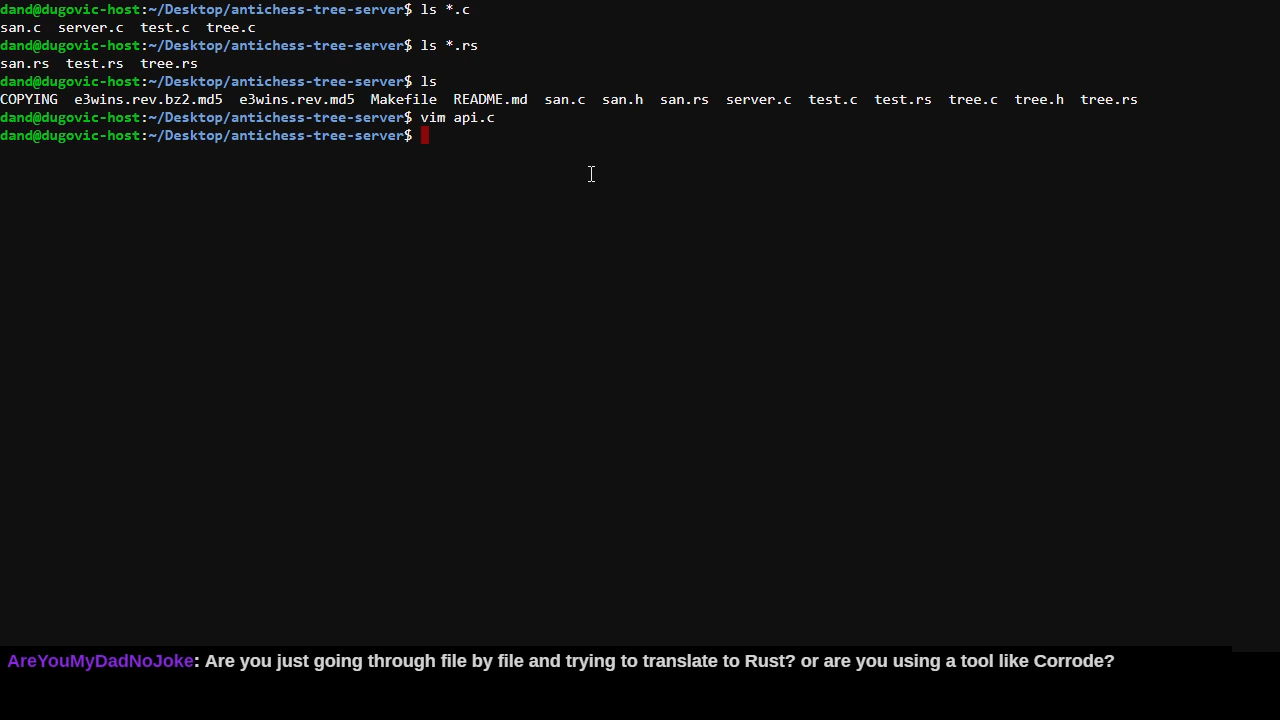 dand@dugovic-host:~/Desktop/antichess-tree-server$ ls *.c
san.c  server.c  test.c  tree.c
dand@dugovic-host:~/Desktop/antichess-tree-server$ ls *.rs
san.rs  test.rs  tree.rs
dand@dugovic-host:~/Desktop/antichess-tree-server$ ls
COPYING  e3wins.rev.bz2.md5  e3wins.rev.md5  Makefile  README.md  san.c  san.h  san.rs  server.c  test.c  test.rs  tree.c  tree.h  tree.rs
dand@dugovic-host:~/Desktop/antichess-tree-server$ vim api.c
dand@dugovic-host:~/Desktop/antichess-tree-server$
AreYouMyDadNoJoke: Are you just going through file by file and trying to translate to Rust? or are you using a tool like Corrode?